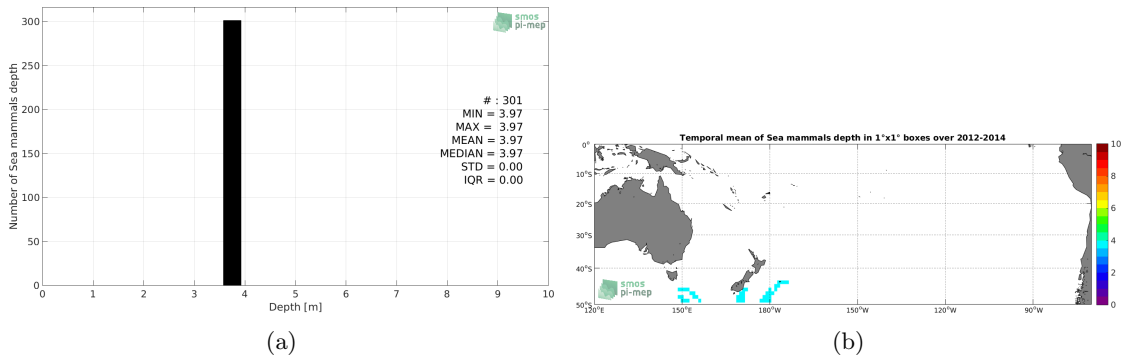 300
250
200
150
100
50
0
Number of Sea mammals depth
smos
pi-mep
# : 301
MIN = 3.97
MAX = 3.97
MEAN = 3.97
MEDIAN = 3.97
STD = 0.00
IQR = 0.00
0 1 2 3 4 5 6 7 8 9 10
Depth [m]
(a)
Temporal mean of Sea mammals depth in 1°x1° boxes over 2012-2014
0°
10°S
20°S
30°S
40°S
50°S
smos
pi-mep
120°E 150°E 180°W 150°W 120°W 90°W
10
8
6
4
2
0
(b)